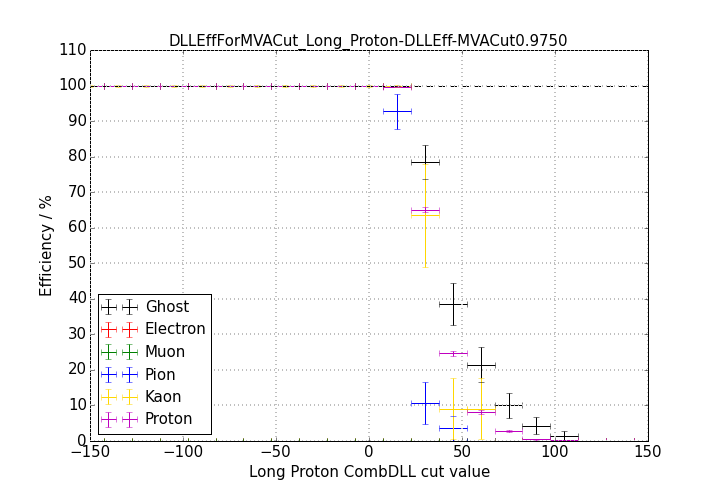 DLLEffForMVACut_Long_Proton-DLLEff-MVACut0.9750
110
100
90
80
70
60
50
40
30
20
10
0
Efficiency / %
Ghost
Electron
Muon
Pion
Kaon
Proton
−150 −100 −50 0 50 100 150
Long Proton CombDLL cut value